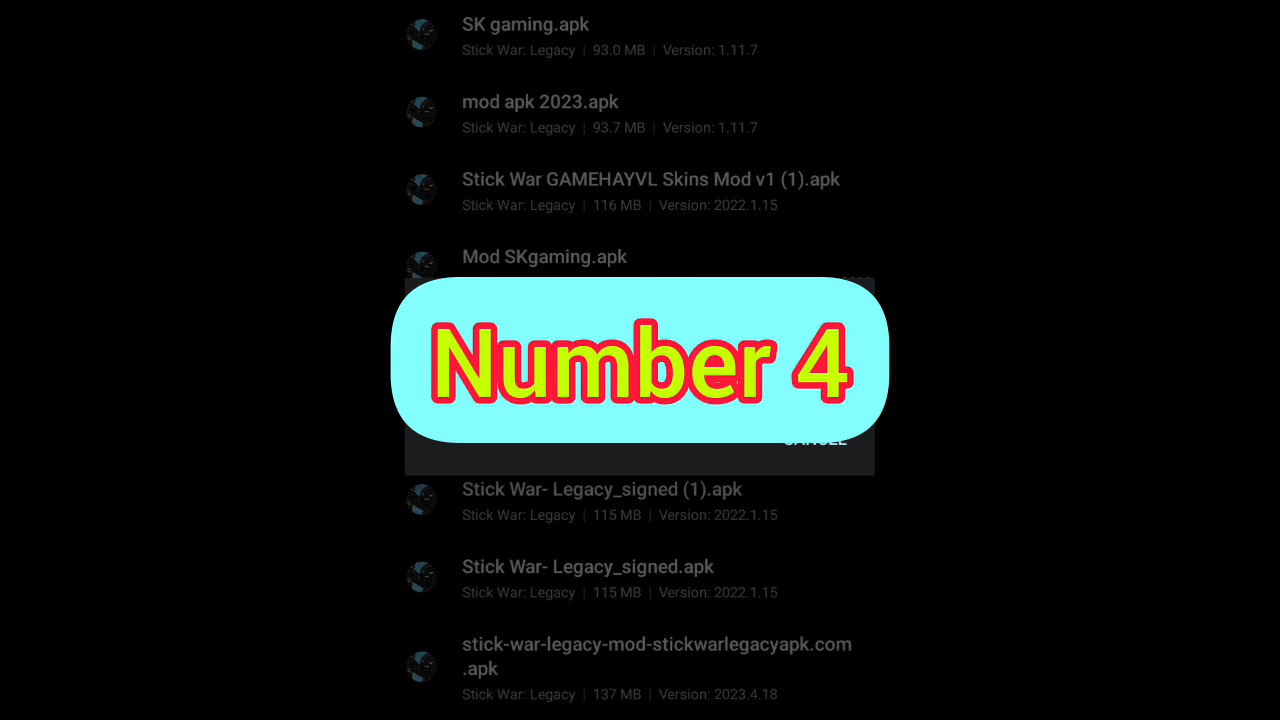 SK gaming.apk
Stick War: Legacy | 93.0 MB | Version: 1.11.7
mod apk 2023.apk
Stick War: Legacy | 93.7 MB | Version: 1.11.7
Stick War GAMEHAYVL Skins Mod v1 (1).apk
Stick War: Legacy | 116 MB | Version: 2022.1.15
Mod SKgaming.apk
Number 4
CANCEL
Stick War- Legacy_signed (1).apk
Stick War: Legacy | 115 MB | Version: 2022.1.15
Stick War- Legacy_signed.apk
Stick War: Legacy | 115 MB | Version: 2022.1.15
stick-war-legacy-mod-stickwarlegacyapk.com
.apk
Stick War: Legacy | 137 MB | Version: 2023.4.18